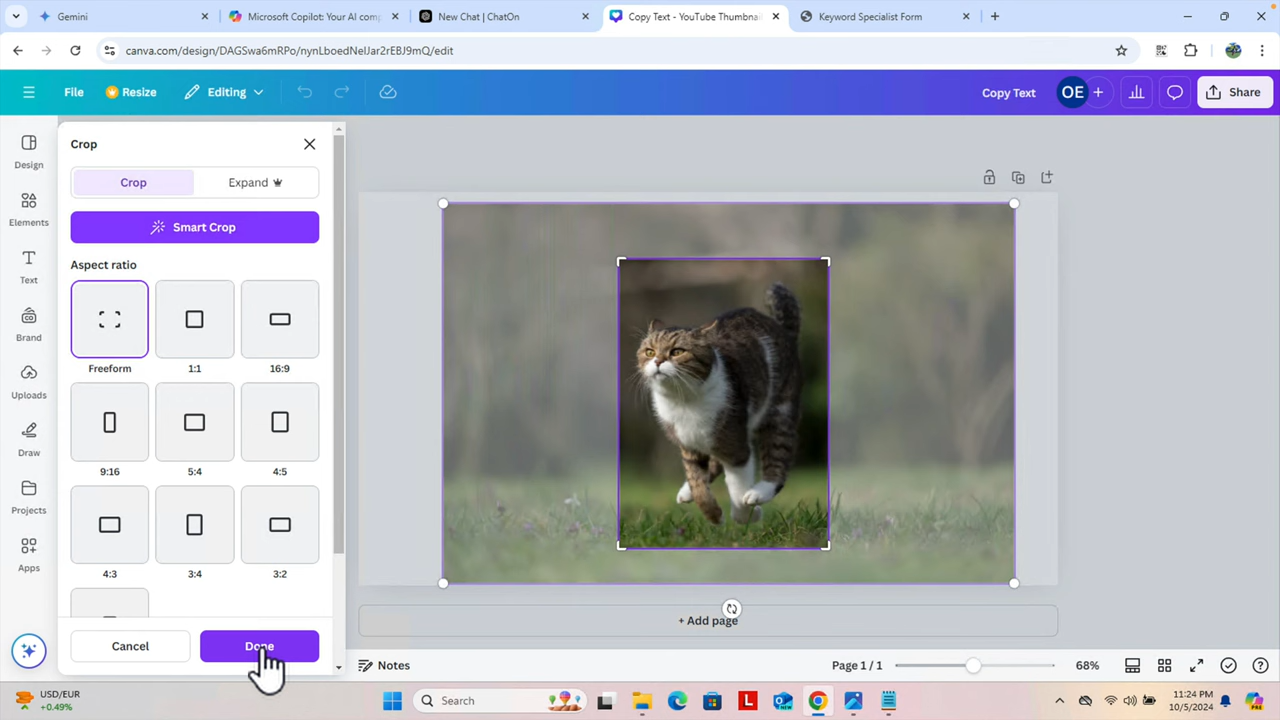 Gemini
Microsoft Copilot: Your AI comp
New Chat | ChatOn
Copy Text - YouTube Thumbnail
Keyword Specialist Form
canva.com/design/DAGSwa6mRPo/nynLboedNelJar2rEBJ9mQ/edit
File
Resize
Editing
Copy Text
OE
Share
Design
Elements
Text
Brand
Uploads
Draw
Projects
Apps
Crop
Crop
Expand
Smart Crop
Aspect ratio
Freeform
1:1
16:9
9:16
5:4
4:5
4:3
3:4
3:2
Cancel
Done
+ Add page
Notes
Page 1 / 1
68%
USD/EUR
+0.49%
Search
11:24 PM
10/5/2024